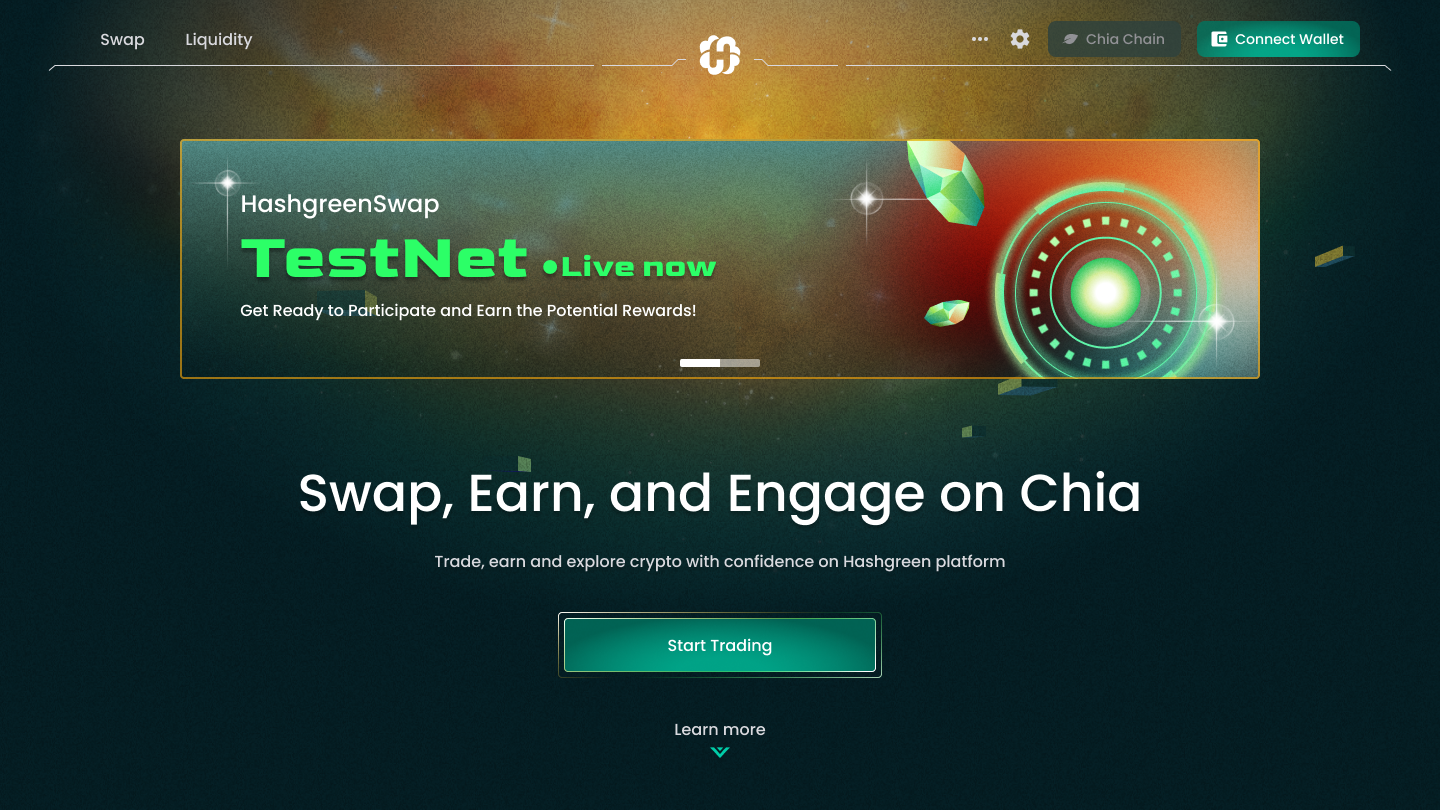 Swap
Liquidity
Chia Chain
Connect Wallet
HashgreenSwap
TestNet •Live now
Get Ready to Participate and Earn the Potential Rewards!
Swap, Earn, and Engage on Chia
Trade, earn and explore crypto with confidence on Hashgreen platform
Start Trading
Learn more